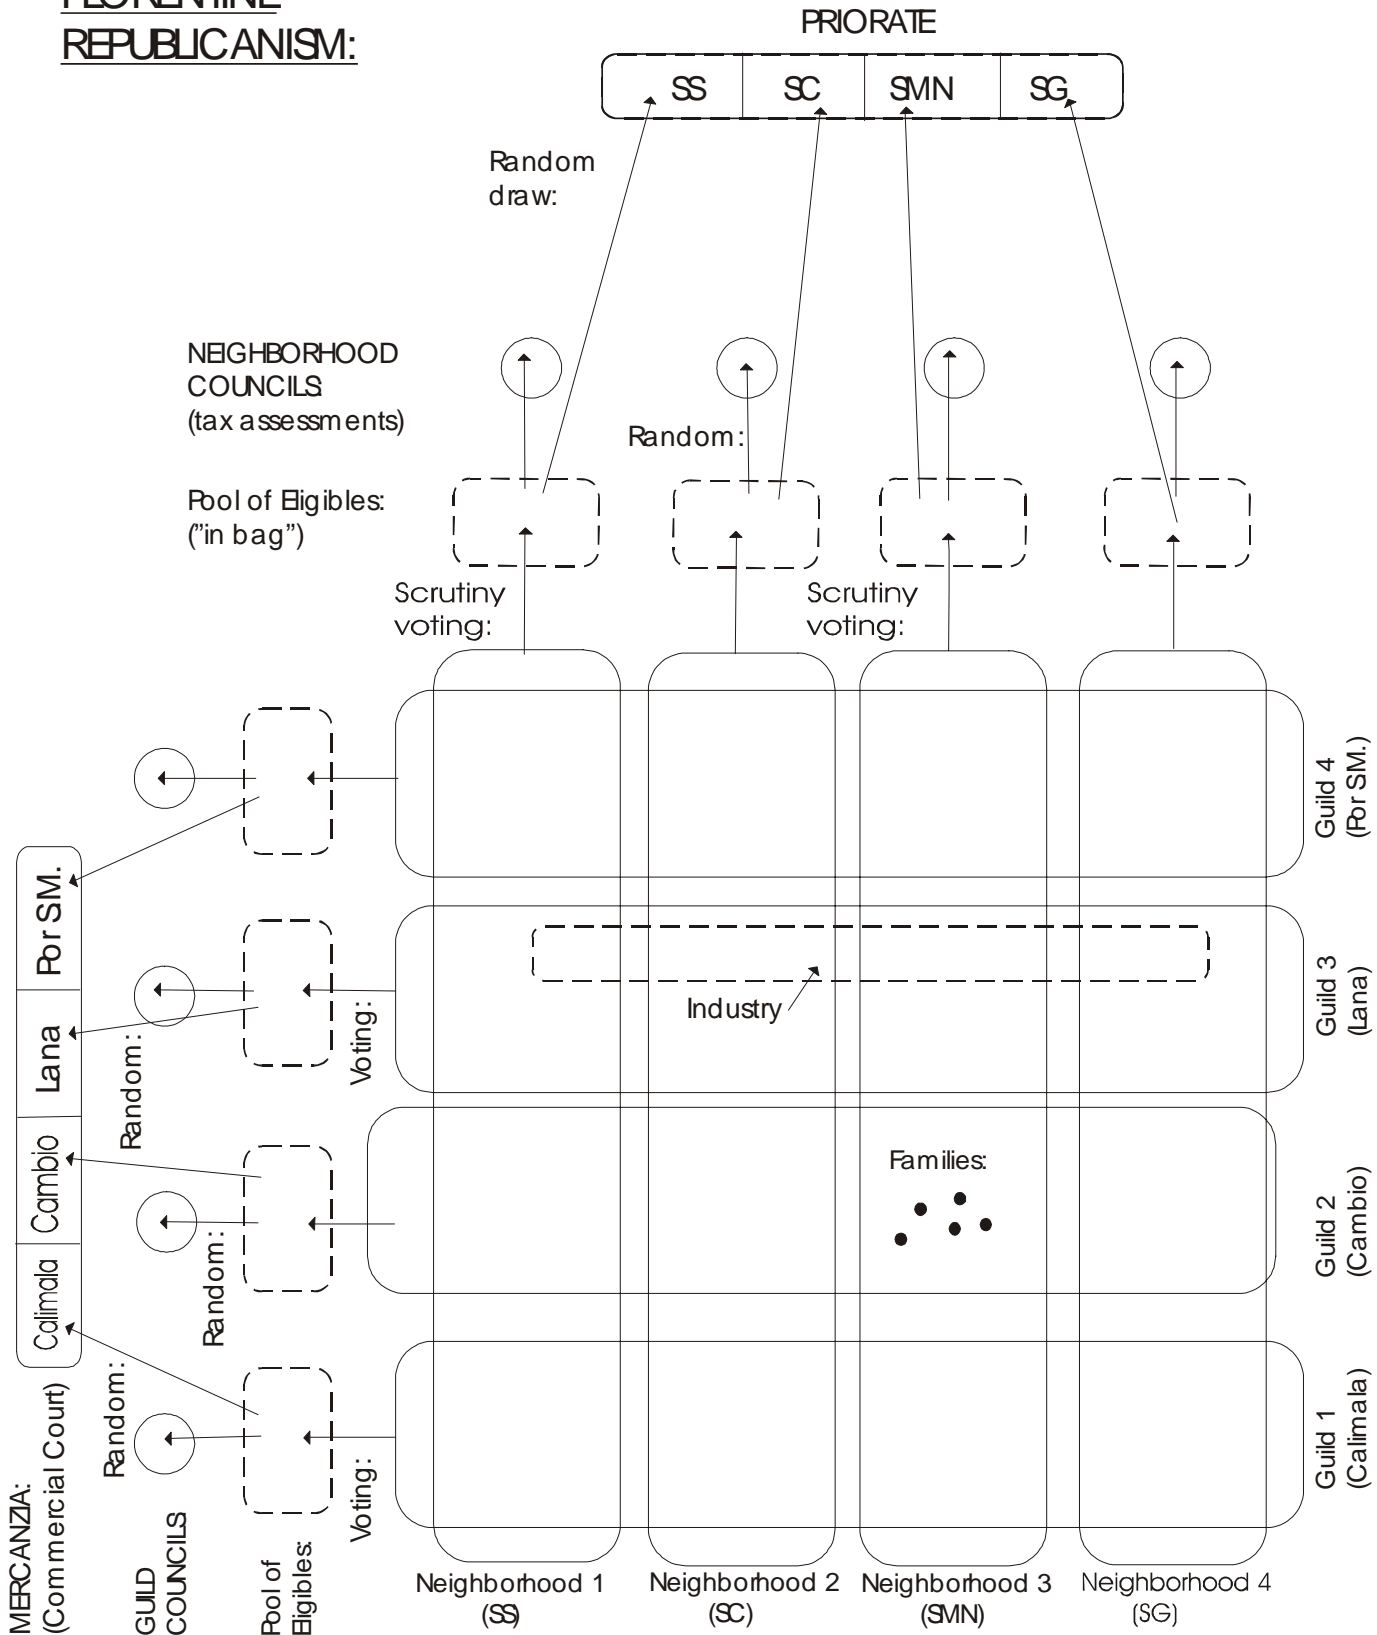 FLORENTINE
REPUBLICANISM:
PRIORATE
SS
SC
SMN
SG
Random
draw:
NEIGHBORHOOD
COUNCILS:
(tax assessments)
Random:
Pool of Eligibles:
("in bag")
Scrutiny
voting:
Scrutiny
voting:
Guild 4
(Por SM.)
Por SM.
Lana
Cambio
Calimala
Industry
Guild 3
(Lana)
Voting:
Random:
Families:
Guild 2
(Cambio)
Random:
Random:
Voting:
Guild 1
(Calimala)
MERCANZIA:
(Commercial Court)
GUILD
COUNCILS
Pool of
Eligibles:
Neighborhood 1
(SS)
Neighborhood 2
(SC)
Neighborhood 3
(SMN)
Neighborhood 4
(SG)